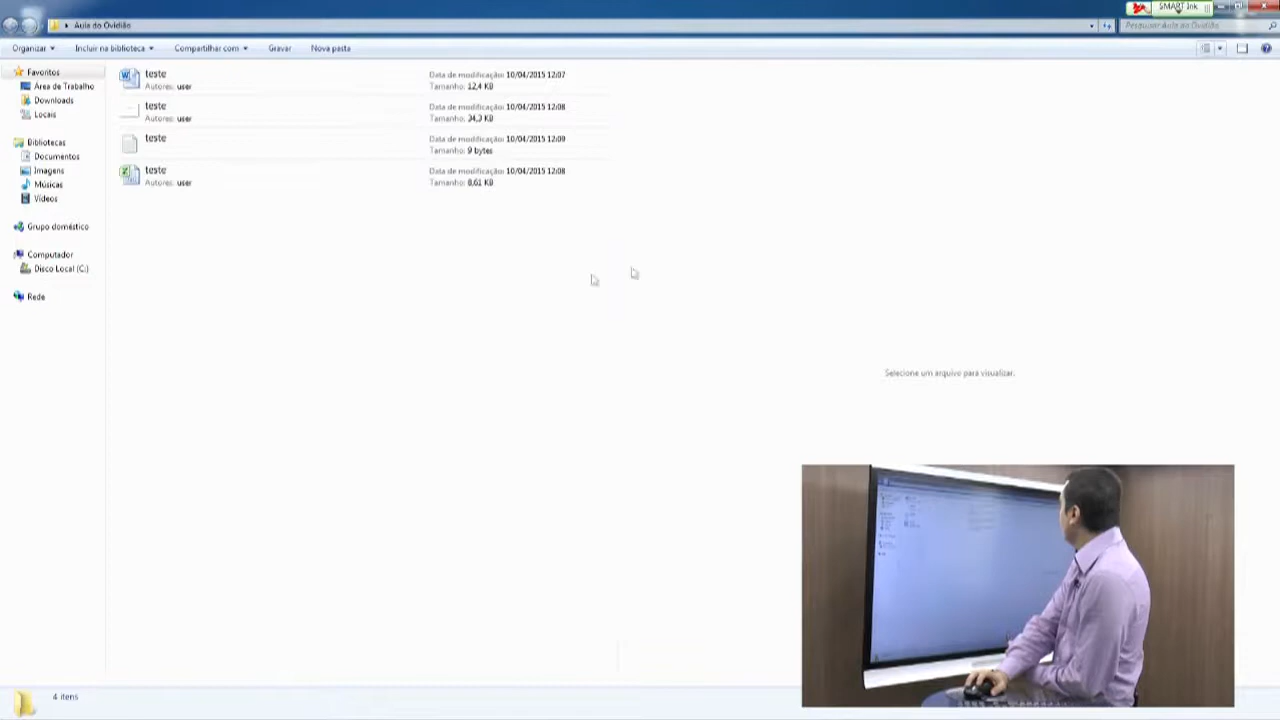 Aula do Ovidião
SMART Ink
Pesquisar Aula do Ovidião
Organizar
Incluir na biblioteca
Compartilhar com
Gravar
Nova pasta
Favoritos
Área de Trabalho
Downloads
Locais
Bibliotecas
Documentos
Imagens
Músicas
Vídeos
Grupo doméstico
Computador
Disco Local (C:)
Rede
teste
Autores: user
Data de modificação: 10/04/2015 12:07
Tamanho: 12,4 KB
teste
Autores: user
Data de modificação: 10/04/2015 12:08
Tamanho: 34,3 KB
teste
Data de modificação: 10/04/2015 12:09
Tamanho: 9 bytes
teste
Autores: user
Data de modificação: 10/04/2015 12:08
Tamanho: 8,61 KB
Selecione um arquivo para visualizar.
4 itens